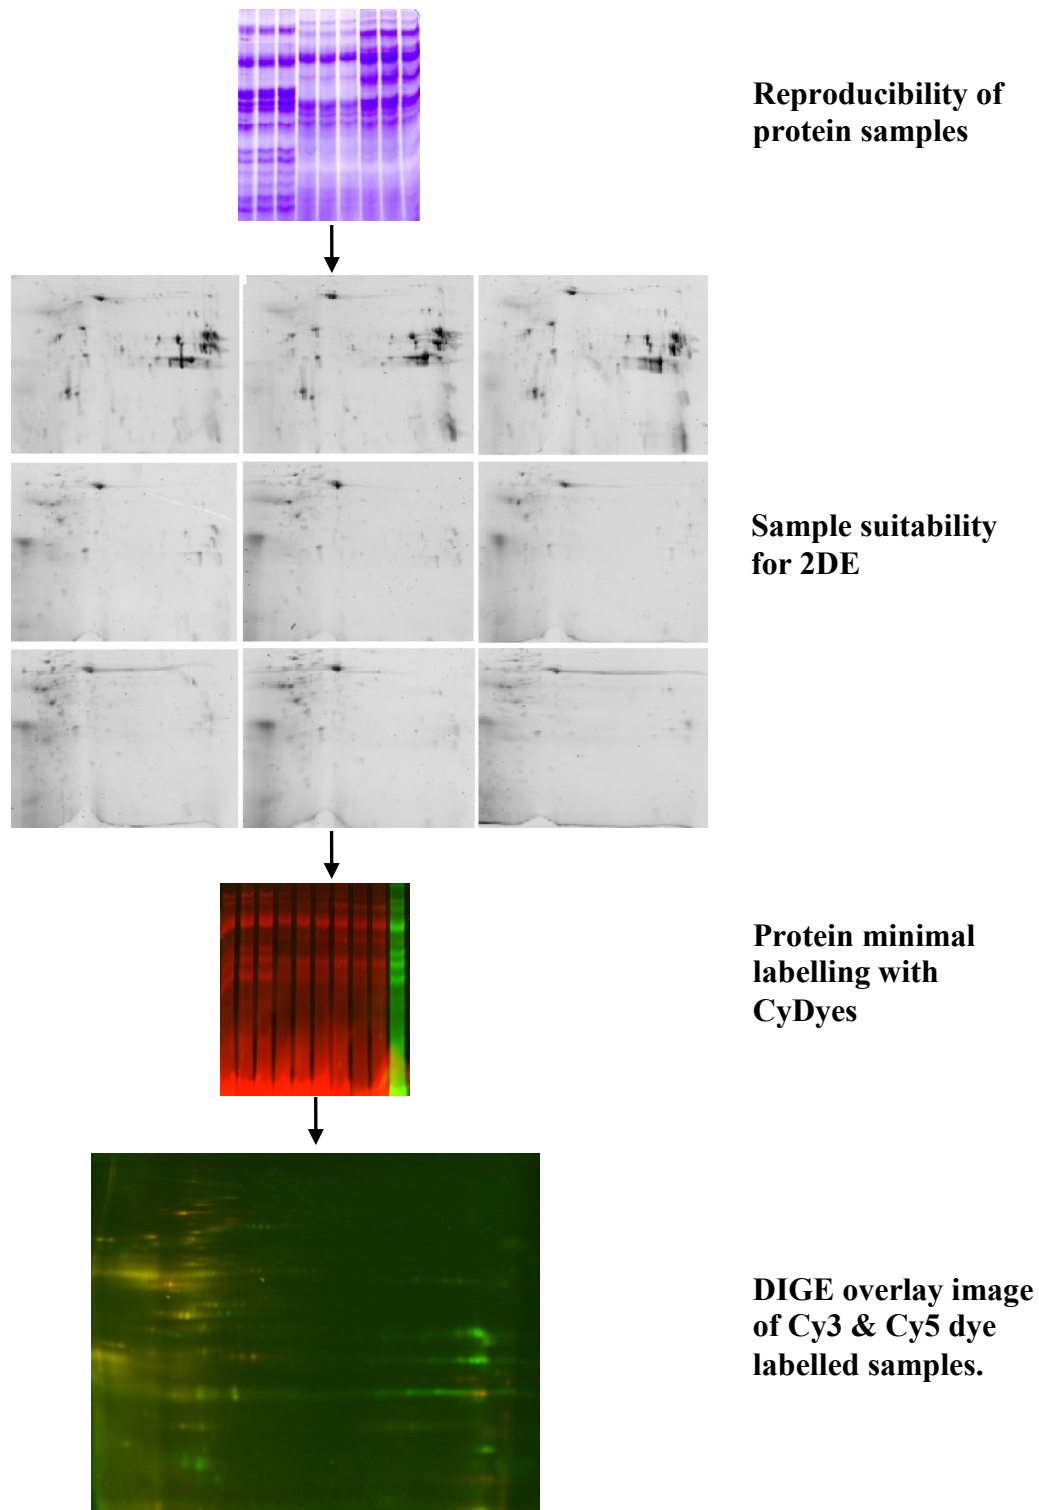 Reproducibility of
protein samples
Sample suitability
for 2DE
Protein minimal
labelling with
CyDyes
DIGE overlay image
of Cy3 & Cy5 dye
labelled samples.